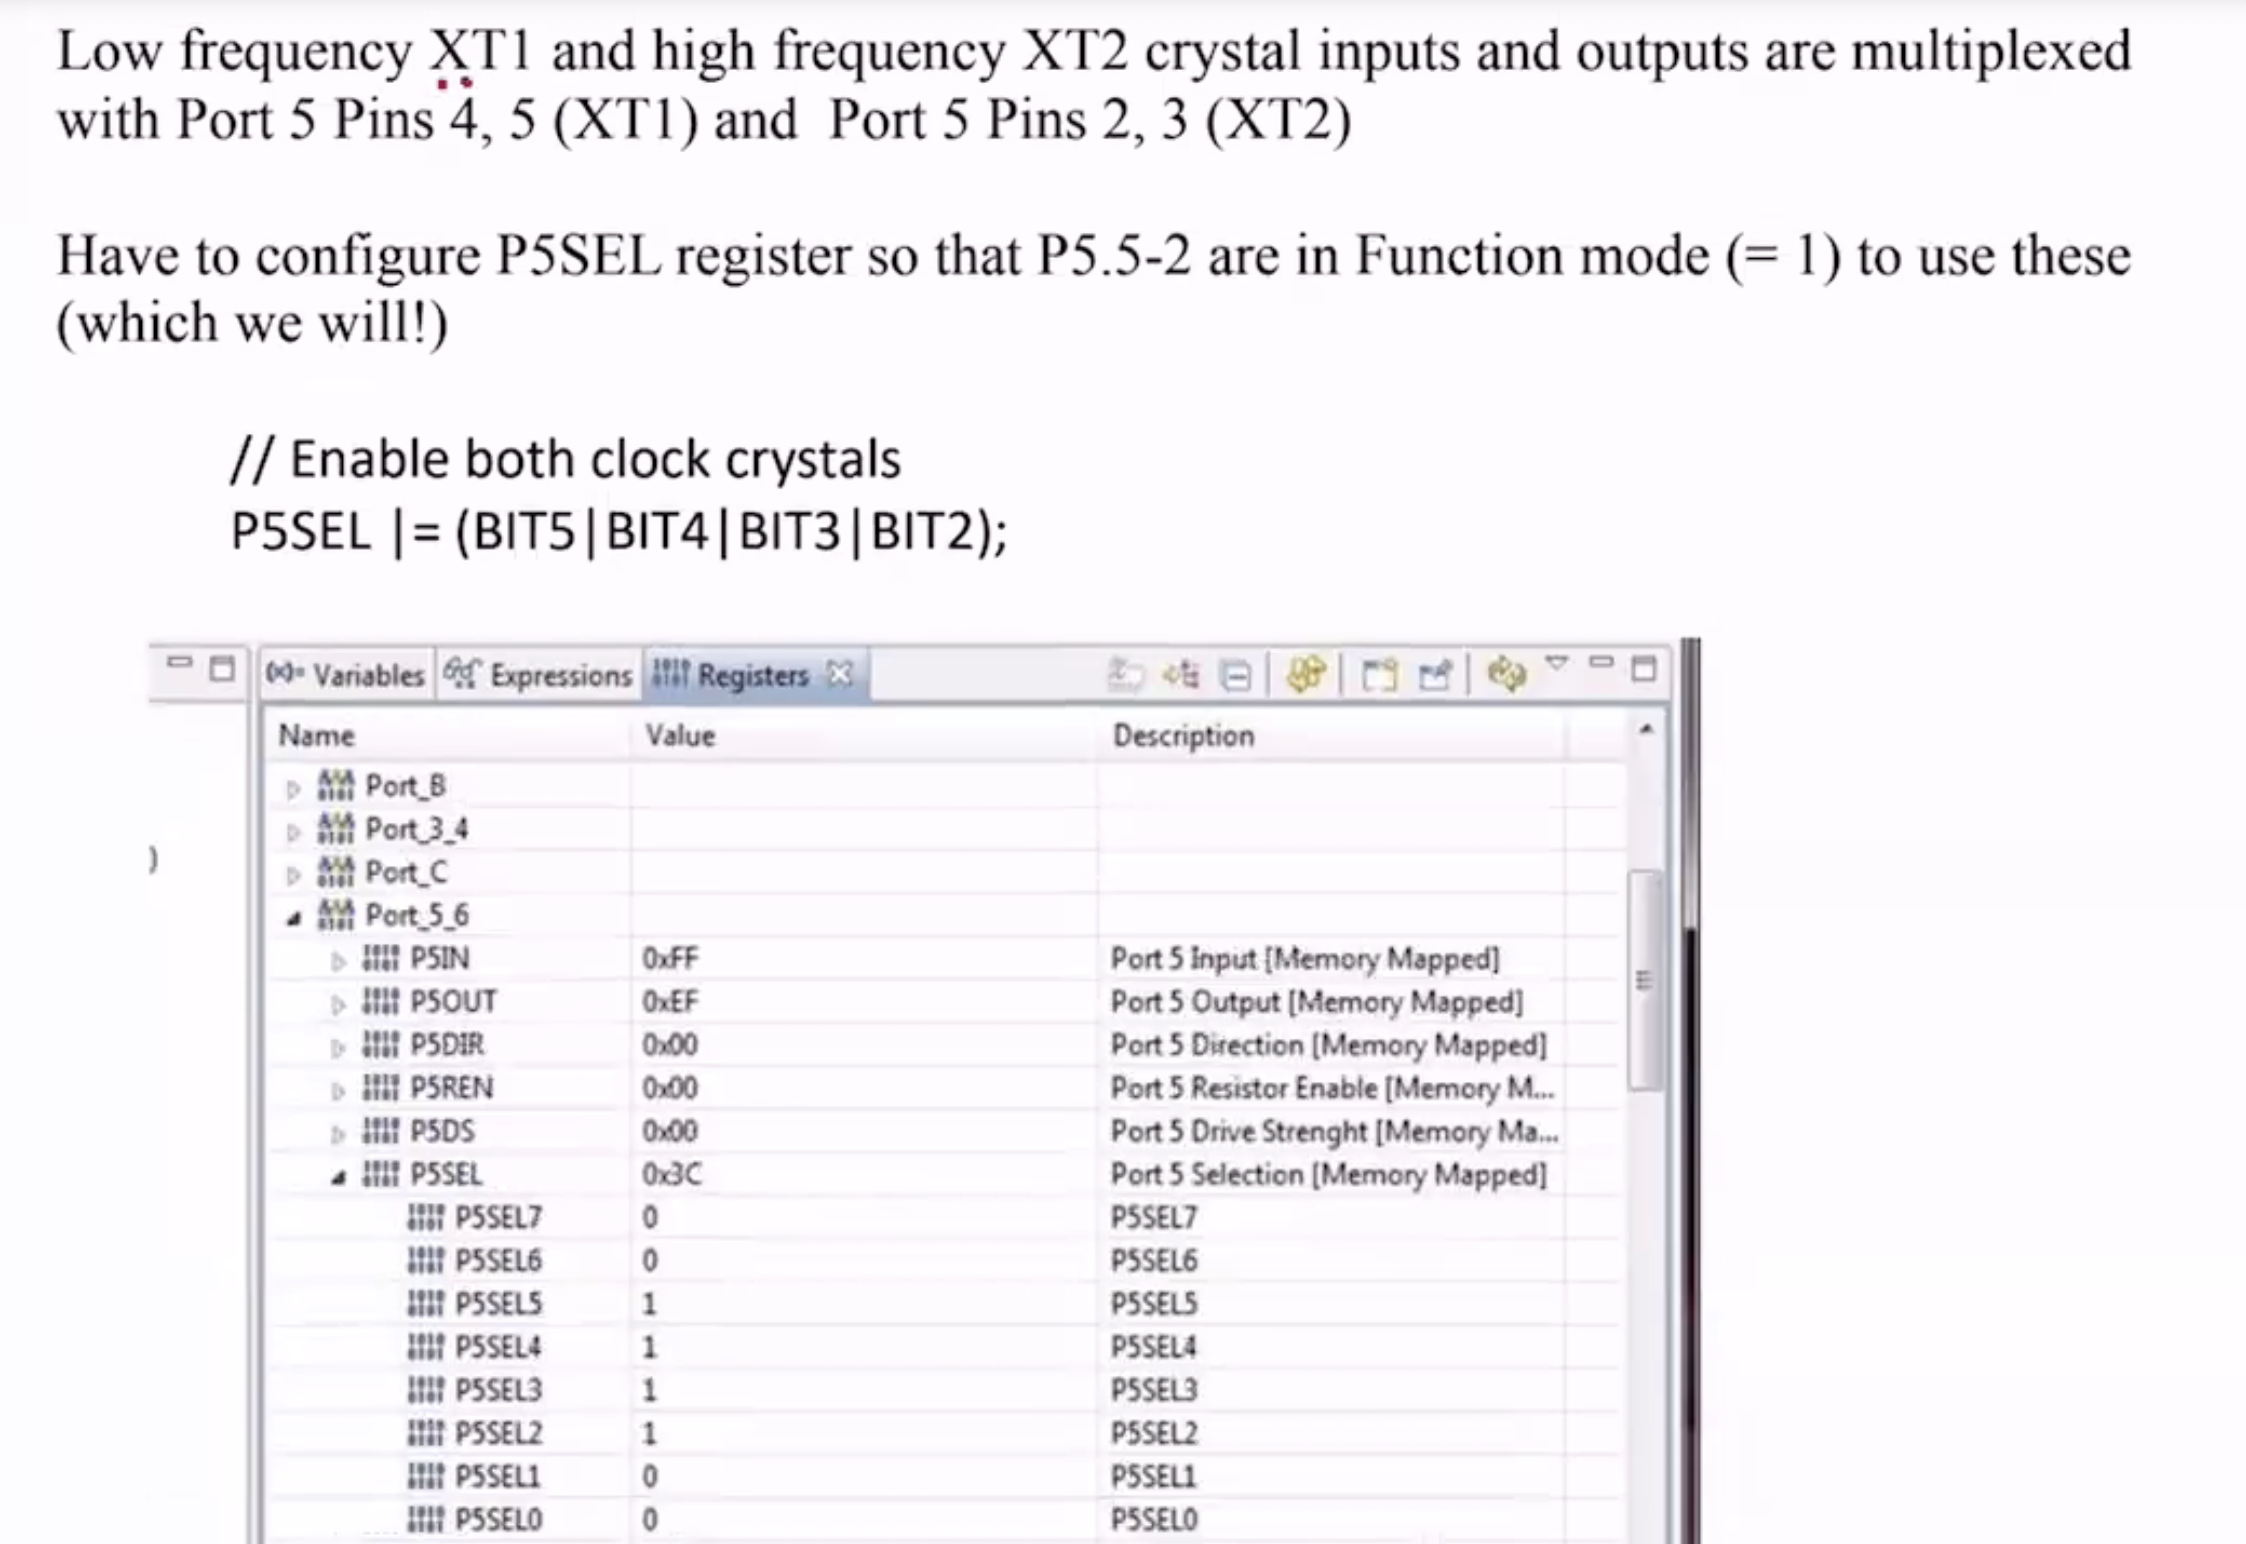 Low frequency XT1 and high frequency XT2 crystal inputs and outputs are multiplexed
with Port 5 Pins 4, 5 (XT1) and Port 5 Pins 2, 3 (XT2)
Have to configure P5SEL register so that P5.5-2 are in Function mode (= 1) to use these
(which we will!)
// Enable both clock crystals
P5SEL |= (BIT5|BIT4|BIT3|BIT2);
(x)= Variables Expressions Registers
Name Value Description
Port_B
Port_3_4
)
Port_C
Port_5_6
P5IN 0xFF Port 5 Input [Memory Mapped]
P5OUT 0xEF Port 5 Output [Memory Mapped]
P5DIR 0x00 Port 5 Direction [Memory Mapped]
P5REN 0x00 Port 5 Resistor Enable [Memory M...
P5DS 0x00 Port 5 Drive Strenght [Memory Ma...
P5SEL 0x3C Port 5 Selection [Memory Mapped]
P5SEL7 0 P5SEL7
P5SEL6 0 P5SEL6
P5SEL5 1 P5SEL5
P5SEL4 1 P5SEL4
P5SEL3 1 P5SEL3
P5SEL2 1 P5SEL2
P5SEL1 0 P5SEL1
P5SEL0 0 P5SEL0